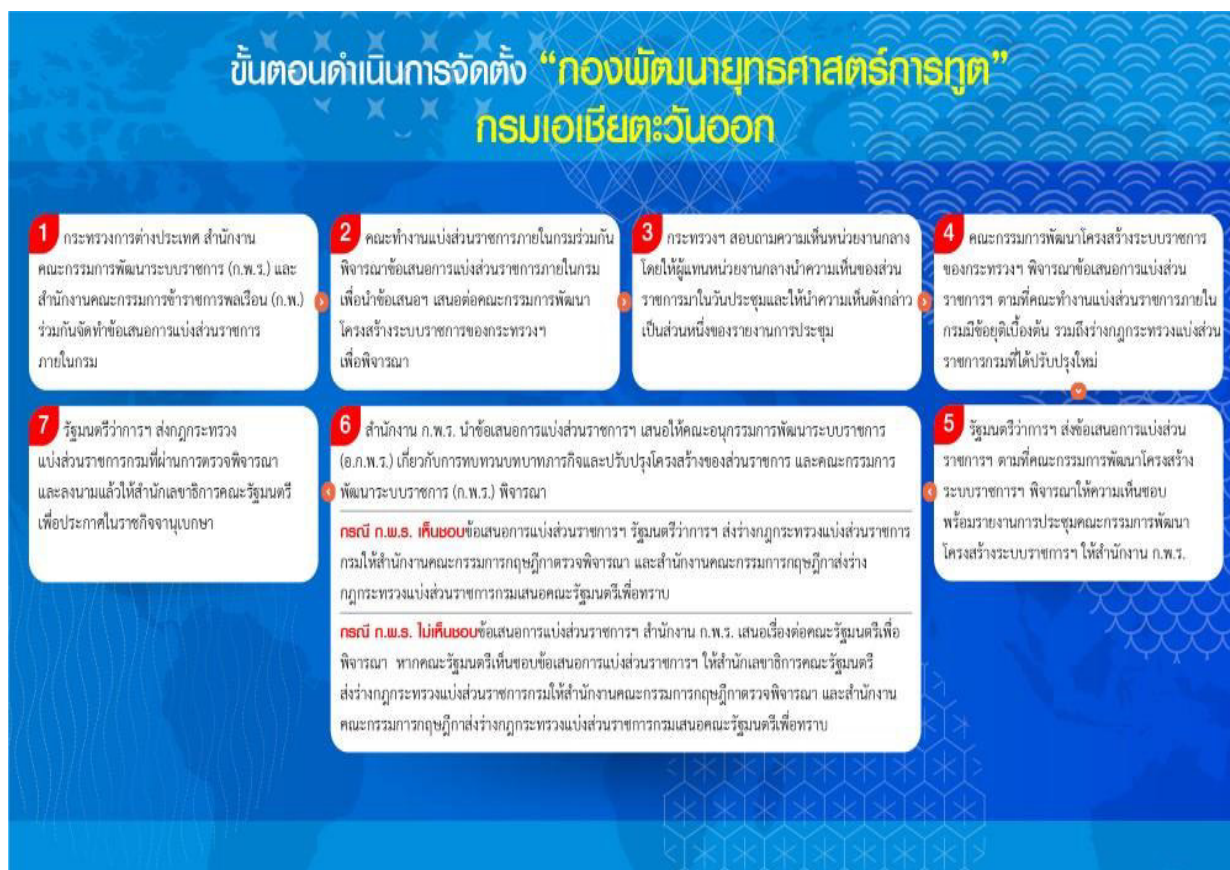 ขั้นตอนดำเนินการจัดตั้ง “กองพัฒนายุทธศาสตร์การทูต”
กรมเอเชียตะวันออก
1 กระทรวงการต่างประเทศ สำนักงาน
คณะกรรมการพัฒนาระบบราชการ (ก.พ.ร.) และ
สำนักงานคณะกรรมการข้าราชการพลเรือน (ก.พ.)
ร่วมกันจัดทำข้อเสนอการแบ่งส่วนราชการ
ภายในกรม
2 คณะทำงานแบ่งส่วนราชการภายในกรมร่วมกัน
พิจารณาข้อเสนอการแบ่งส่วนราชการภายในกรม
เพื่อนำข้อเสนอฯ เสนอต่อคณะกรรมการพัฒนา
โครงสร้างระบบราชการของกระทรวงฯ
เพื่อพิจารณา
3 กระทรวงฯ สอบถามความเห็นหน่วยงานกลาง
โดยให้ผู้แทนหน่วยงานกลางนำความเห็นของส่วน
ราชการมาในวันประชุมและให้นำความเห็นดังกล่าว
เป็นส่วนหนึ่งของรายงานการประชุม
4 คณะกรรมการพัฒนาโครงสร้างระบบราชการ
ของกระทรวงฯ พิจารณาข้อเสนอการแบ่งส่วน
ราชการฯ ตามที่คณะทำงานแบ่งส่วนราชการภายใน
กรมมีข้อยุติเบื้องต้น รวมถึงร่างกฎกระทรวงแบ่งส่วน
ราชการกรมที่ได้ปรับปรุงใหม่
5 รัฐมนตรีว่าการฯ ส่งข้อเสนอการแบ่งส่วน
ราชการฯ ตามที่คณะกรรมการพัฒนาโครงสร้าง
ระบบราชการฯ พิจารณาให้ความเห็นชอบ
พร้อมรายงานการประชุมคณะกรรมการพัฒนา
โครงสร้างระบบราชการฯ ให้สำนักงาน ก.พ.ร.
6 สำนักงาน ก.พ.ร. นำข้อเสนอการแบ่งส่วนราชการฯ เสนอให้คณะอนุกรรมการพัฒนาระบบราชการ
(อ.ก.พ.ร.) เกี่ยวกับการทบทวนบทบาทภารกิจและปรับปรุงโครงสร้างของส่วนราชการ และคณะกรรมการ
พัฒนาระบบราชการ (ก.พ.ร.) พิจารณา
กรณี ก.พ.ร. เห็นชอบข้อเสนอการแบ่งส่วนราชการฯ รัฐมนตรีว่าการฯ ส่งร่างกฎกระทรวงแบ่งส่วนราชการ
กรมให้สำนักงานคณะกรรมการกฤษฎีกาตรวจพิจารณา และสำนักงานคณะกรรมการกฤษฎีกาส่งร่าง
กฎกระทรวงแบ่งส่วนราชการกรมเสนอคณะรัฐมนตรีเพื่อทราบ
กรณี ก.พ.ร. ไม่เห็นชอบข้อเสนอการแบ่งส่วนราชการฯ สำนักงาน ก.พ.ร. เสนอเรื่องต่อคณะรัฐมนตรีเพื่อ
พิจารณา หากคณะรัฐมนตรีเห็นชอบข้อเสนอการแบ่งส่วนราชการฯ ให้สำนักเลขาธิการคณะรัฐมนตรี
ส่งร่างกฎกระทรวงแบ่งส่วนราชการกรมให้สำนักงานคณะกรรมการกฤษฎีกาตรวจพิจารณา และสำนักงาน
คณะกรรมการกฤษฎีกาส่งร่างกฎกระทรวงแบ่งส่วนราชการกรมเสนอคณะรัฐมนตรีเพื่อทราบ
7 รัฐมนตรีว่าการฯ ส่งกฎกระทรวง
แบ่งส่วนราชการกรมที่ผ่านการตรวจพิจารณา
และลงนามแล้วให้สำนักเลขาธิการคณะรัฐมนตรี
เพื่อประกาศในราชกิจจานุเบกษา